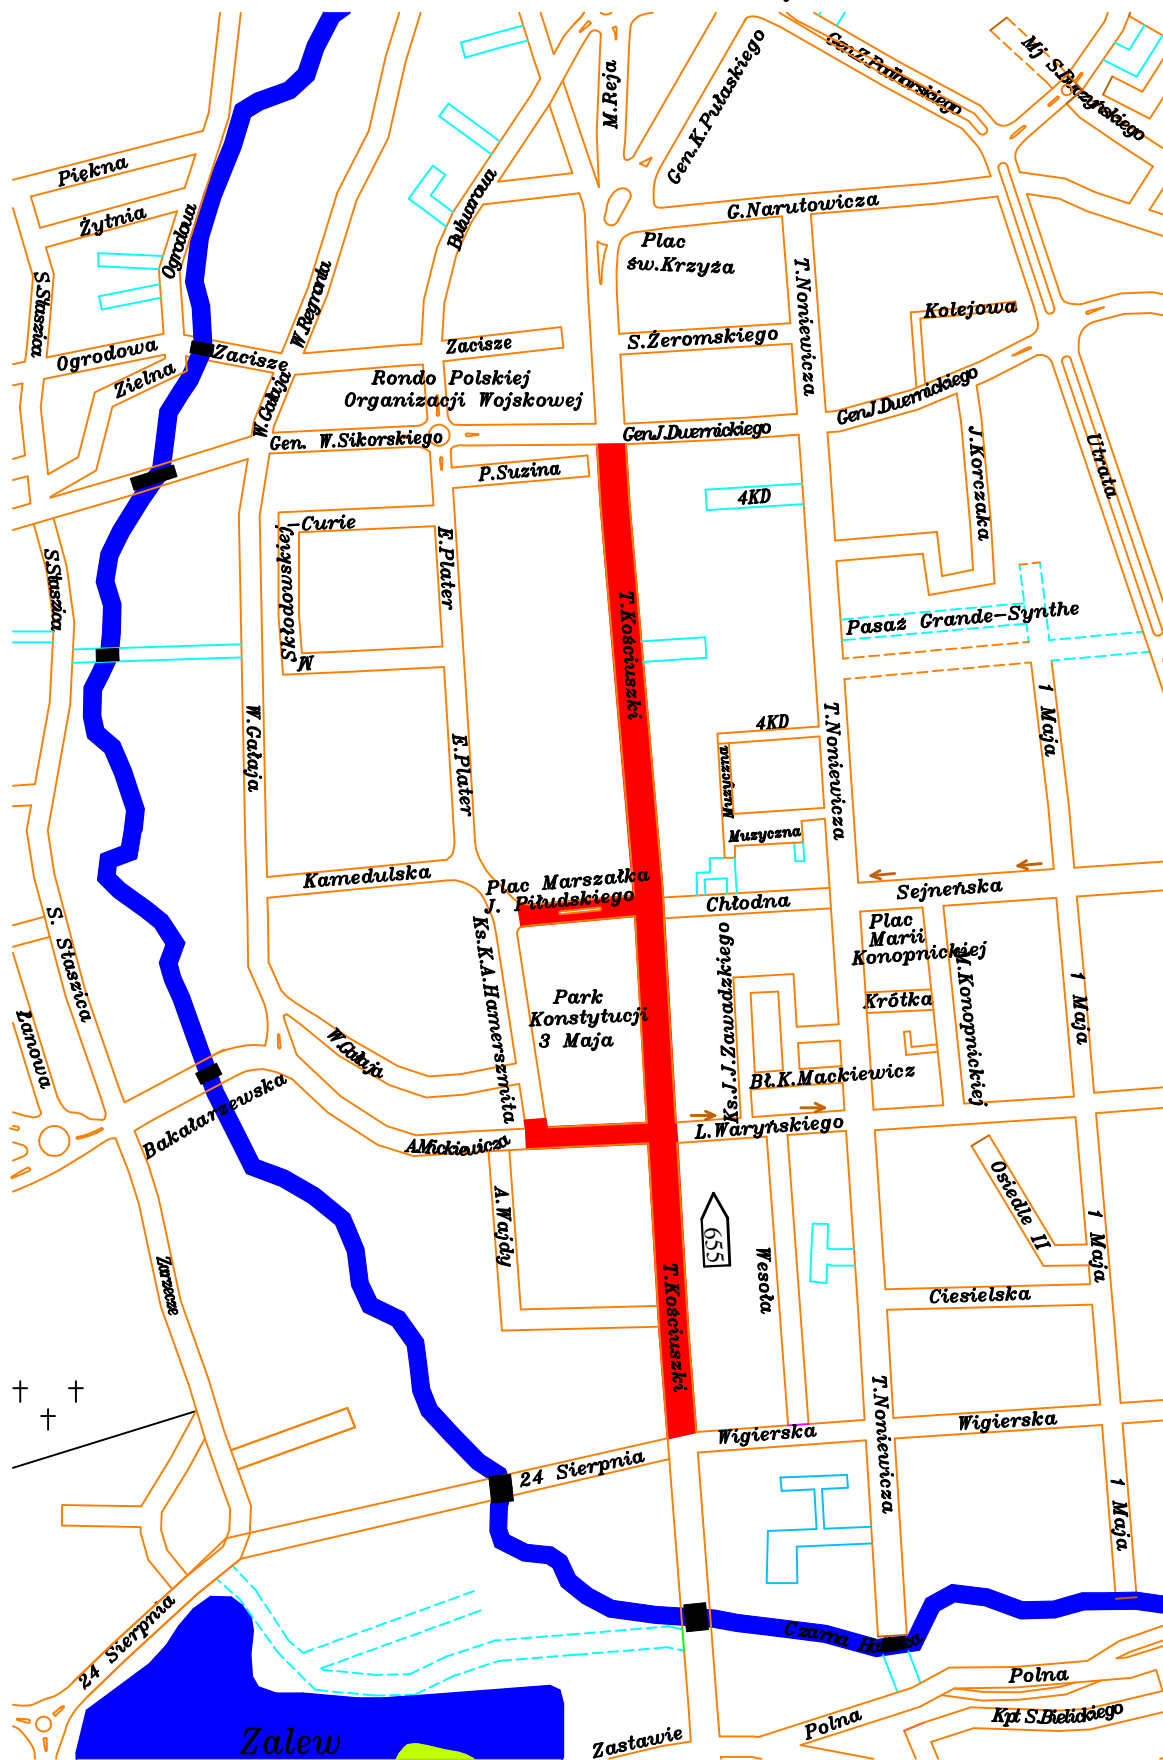 M.Reja
Gen.K.Pułaskiego
Gen.Z.Podhorskiego
Mj S.Bużyńskiego
Piękna
Żytnia
Ogrodowa
Bulwarowa
G.Narutowicza
Plac
św.Krzyża
S.Staszica
W.Reymonta
T.Noniewicza
Kolejowa
Ogrodowa
Zacisze
Zacisze
S.Żeromskiego
Zielna
Rondo Polskiej
Organizacji Wojskowej
W.Gałaja
Gen. W.Sikorskiego
GenJ.Dwernickiego
GenJ.Dwernickiego
P.Suzina
4KD
J.Korczaka
Utrata
Skłodowskiej
-Curie
M
E.Plater
S.Staszica
T.Kościuszki
Pasaż Grande-Synthe
W.Gałaja
E.Plater
4KD
T.Noniewicza
1 Maja
Muzyczna
Muzyczna
Kamedulska
Plac Marszałka
J. Piłsudskiego
Chłodna
Sejneńska
Plac
Marii
Konopnickiej
S. Staszica
Ks.K.A.Hamerszmita
Ks.J.J.Zawadzkiego
M.Konopnickiej
1 Maja
Krótka
Park
Konstytucji
3 Maja
Łanowa
W.Gałaja
Bł.K.Mackiewicz
Bakałarzewska
A.Mickiewicza
L.Waryńskiego
A.Wajdy
655
Wesoła
Osiedle II
1 Maja
Zarzecze
T.Kościuszki
Ciesielska
T.Noniewicza
Wigierska
Wigierska
24 Sierpnia
1 Maja
24 Sierpnia
Czarna Hańcza
Zalew
Zastawie
Polna
Polna
Kpt S.Bielickiego